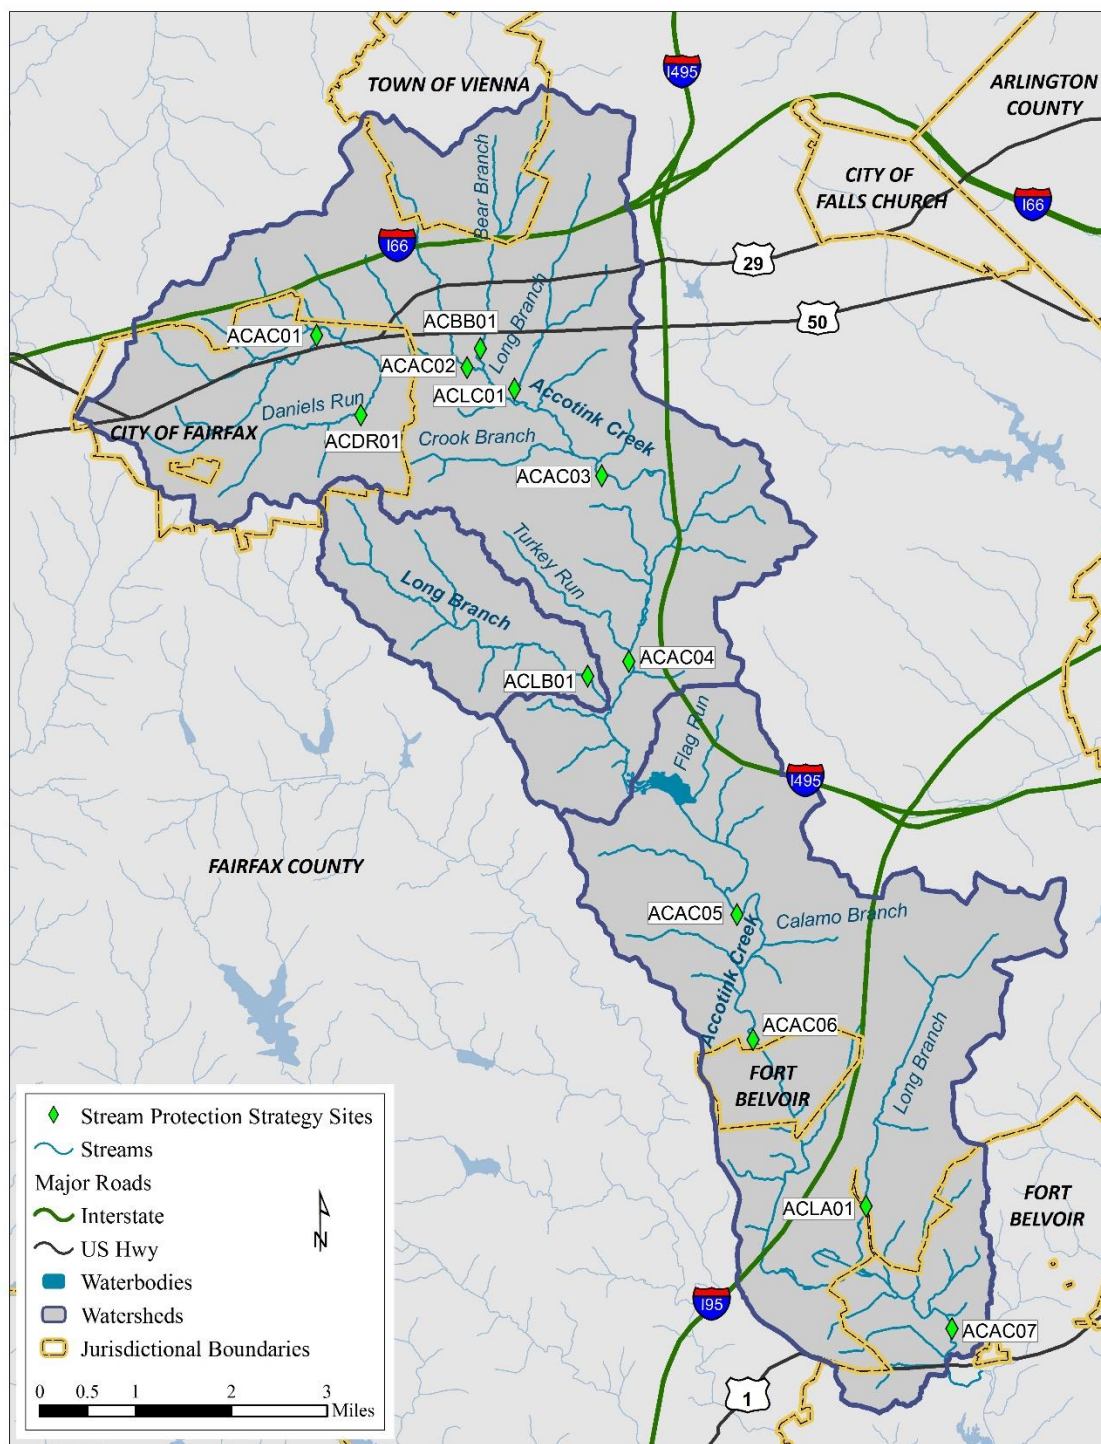 I495
TOWN OF VIENNA
ARLINGTON
COUNTY
CITY OF
FALLS CHURCH
I66
Bear Branch
I66
29
50
Long Branch
ACBB01
ACAC01
ACAC02
ACLC01
Accotink Creek
Daniels Run
CITY OF FAIRFAX
ACDR01
Crook Branch
ACAC03
Turkey Run
Long Branch
ACAC04
ACLB01
Flag Run
I495
FAIRFAX COUNTY
ACAC05
Calamo Branch
Accotink Creek
ACAC06
FORT
BELVOIR
Long Branch
FORT
BELVOIR
ACLA01
I95
ACAC07
1
Stream Protection Strategy Sites
Streams
Major Roads
Interstate
US Hwy
Waterbodies
Watersheds
Jurisdictional Boundaries
N
0 0.5 1 2 3
Miles